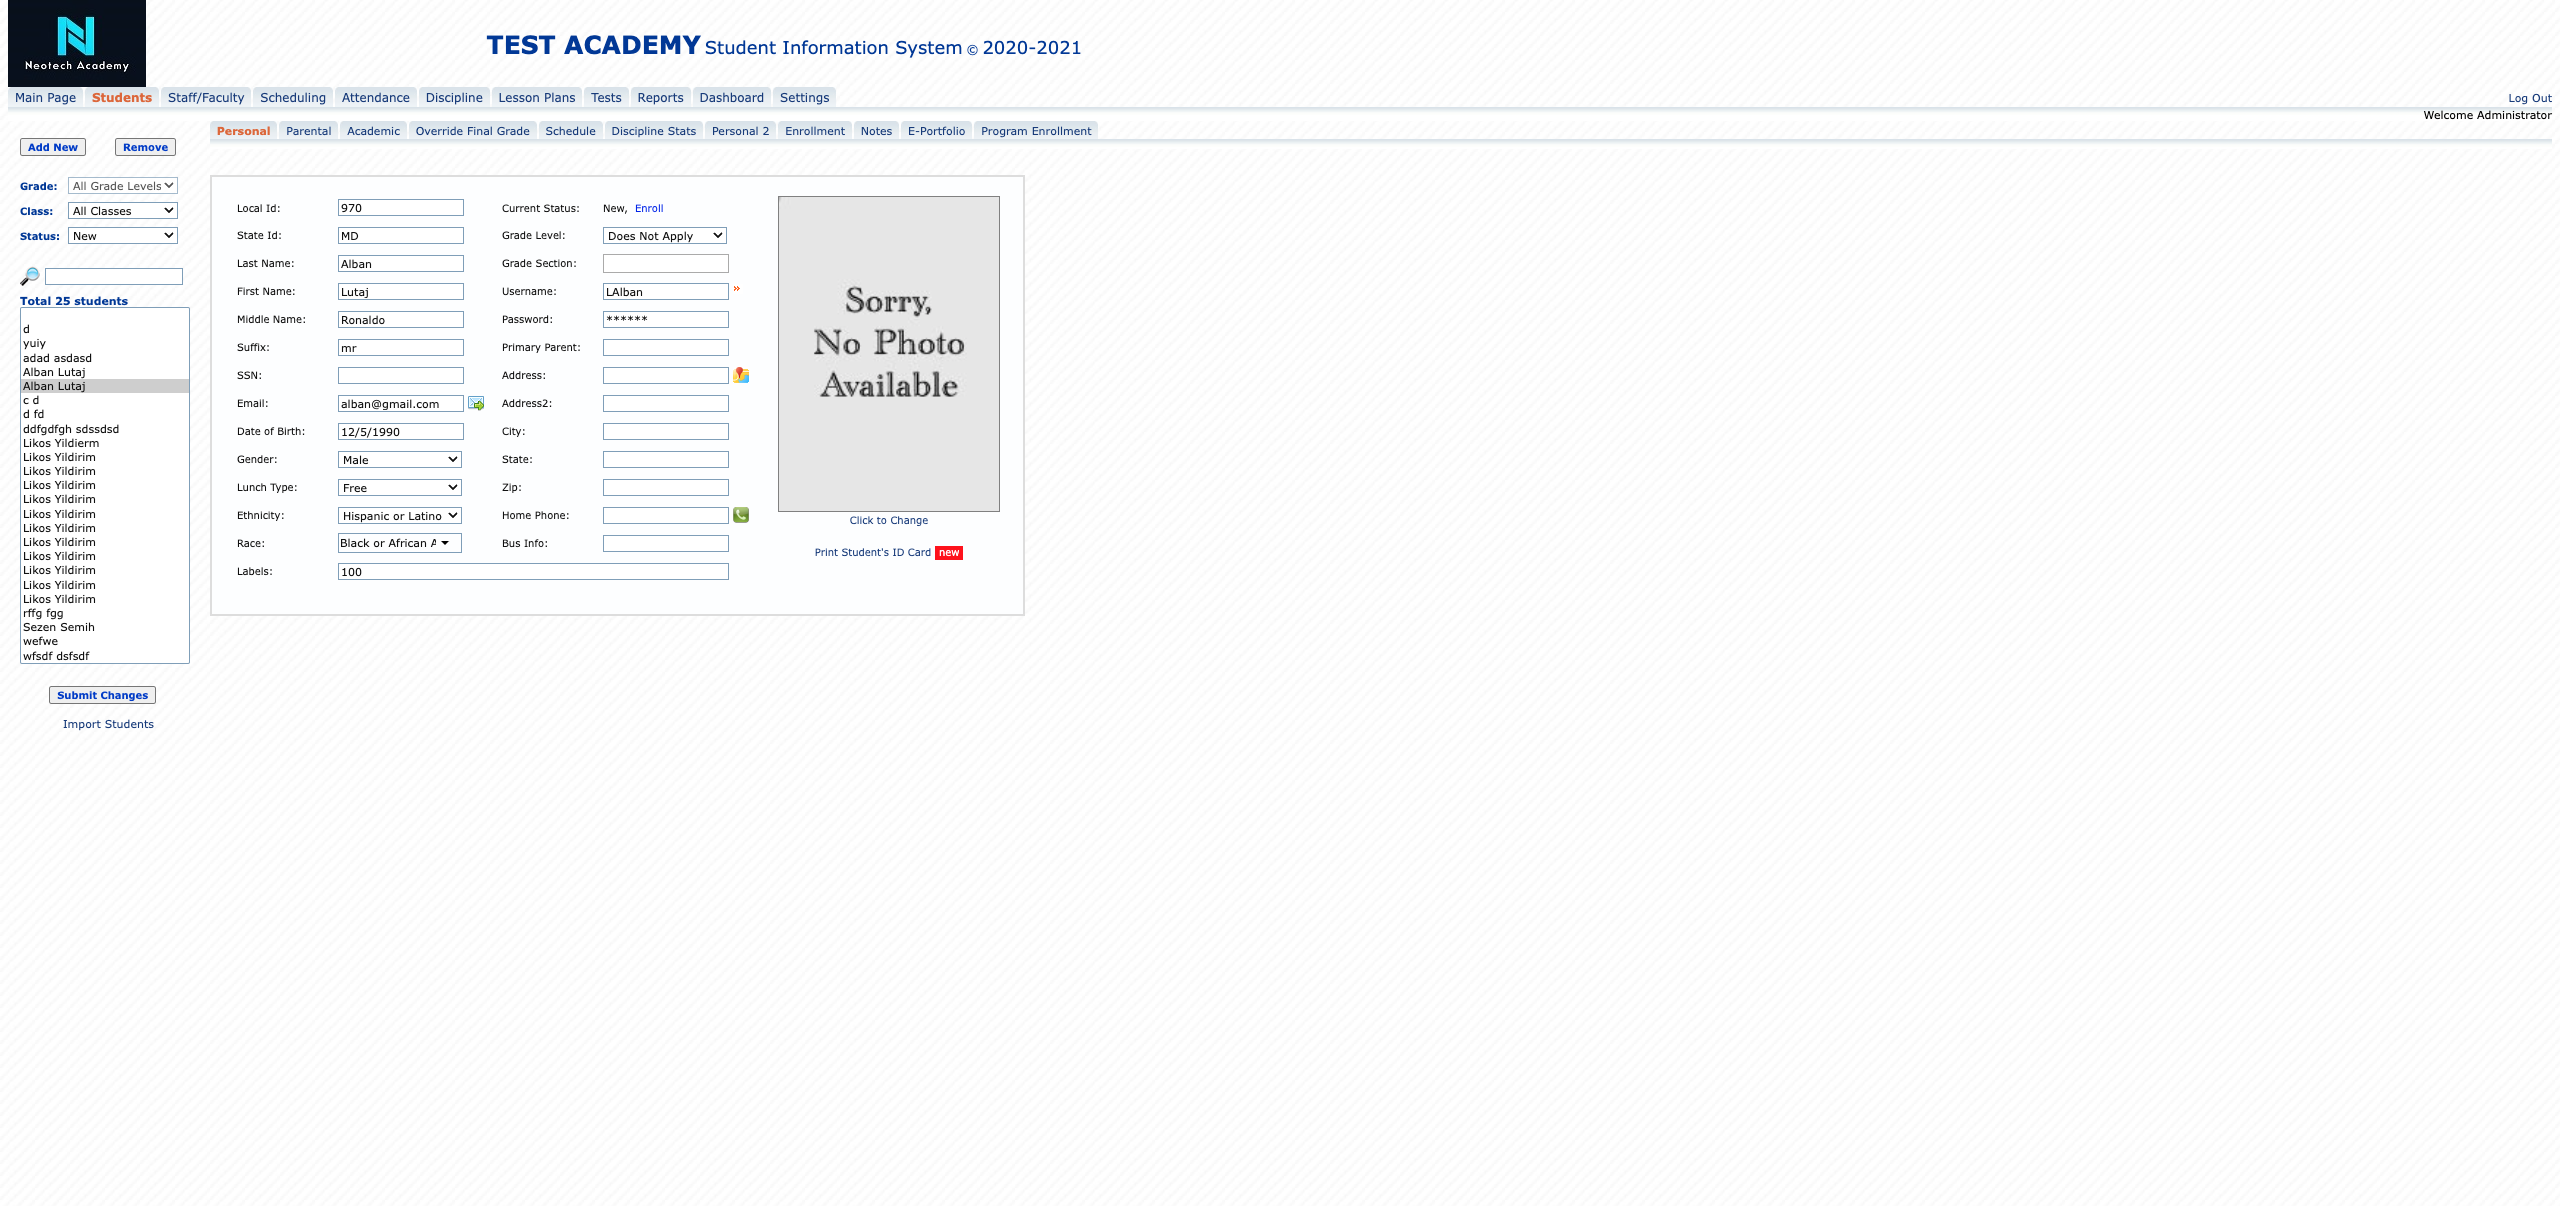 Neotech Academy
TEST ACADEMY Student Information System © 2020-2021
Main Page Students Staff/Faculty Scheduling Attendance Discipline Lesson Plans Tests Reports Dashboard Settings
Log Out
Welcome Administrator
Personal Parental Academic Override Final Grade Schedule Discipline Stats Personal 2 Enrollment Notes E-Portfolio Program Enrollment
Add New Remove
Grade: All Grade Levels
Class: All Classes
Status: New
Total 25 students
d
yuiy
adad asdasd
Alban Lutaj
Alban Lutaj
c d
d fd
ddfgdfgh sdssdsd
Likos Yildierm
Likos Yildirim
Likos Yildirim
Likos Yildirim
Likos Yildirim
Likos Yildirim
Likos Yildirim
Likos Yildirim
Likos Yildirim
Likos Yildirim
Likos Yildirim
Likos Yildirim
rffg fgg
Sezen Semih
wefwe
wfsdf dsfsdf
Submit Changes
Import Students
Local Id: 970
State Id: MD
Last Name: Alban
First Name: Lutaj
Middle Name: Ronaldo
Suffix: mr
SSN:
Email: alban@gmail.com
Date of Birth: 12/5/1990
Gender: Male
Lunch Type: Free
Ethnicity: Hispanic or Latino
Race: Black or African A
Labels: 100
Current Status: New, Enroll
Grade Level: Does Not Apply
Grade Section:
Username: LAlban »
Password: ******
Primary Parent:
Address:
Address2:
City:
State:
Zip:
Home Phone:
Bus Info:
Sorry,
No Photo
Available
Click to Change
Print Student's ID Card new